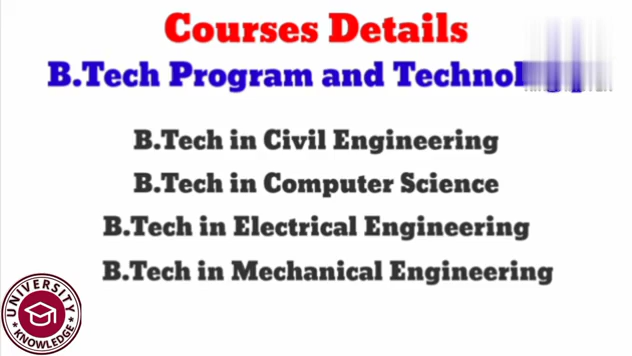 Courses Details
B.Tech Program and
B.Tech in Civil Engineering
B.Tech in Computer Science
B.Tech in Electrical Engineering
B.Tech in Mechanical Engineering
UNIVERSITY
KNOWLEDGE